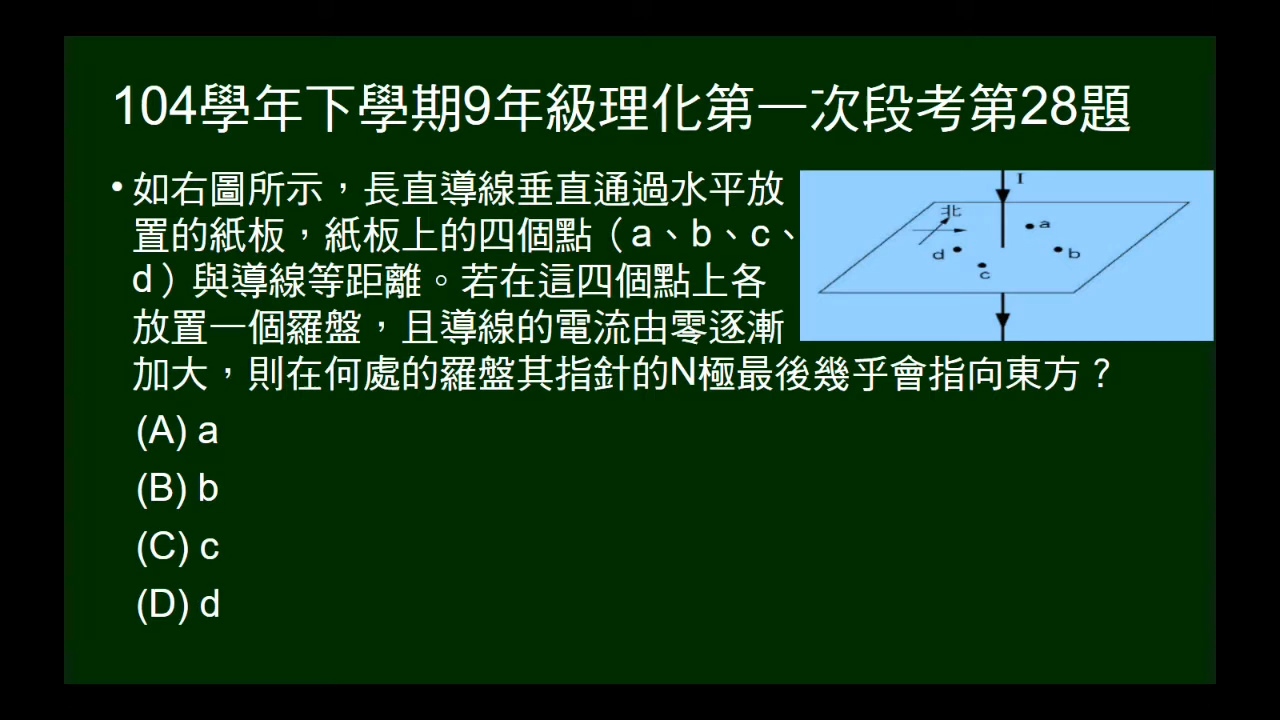 104學年下學期9年級理化第一次段考第28題
• 如右圖所示，長直導線垂直通過水平放
置的紙板，紙板上的四個點（a、b、c、
d）與導線等距離。若在這四個點上各
放置一個羅盤，且導線的電流由零逐漸
加大，則在何處的羅盤其指針的N極最後幾乎會指向東方？
(A) a
(B) b
(C) c
(D) d
I
北
a
b
d
c